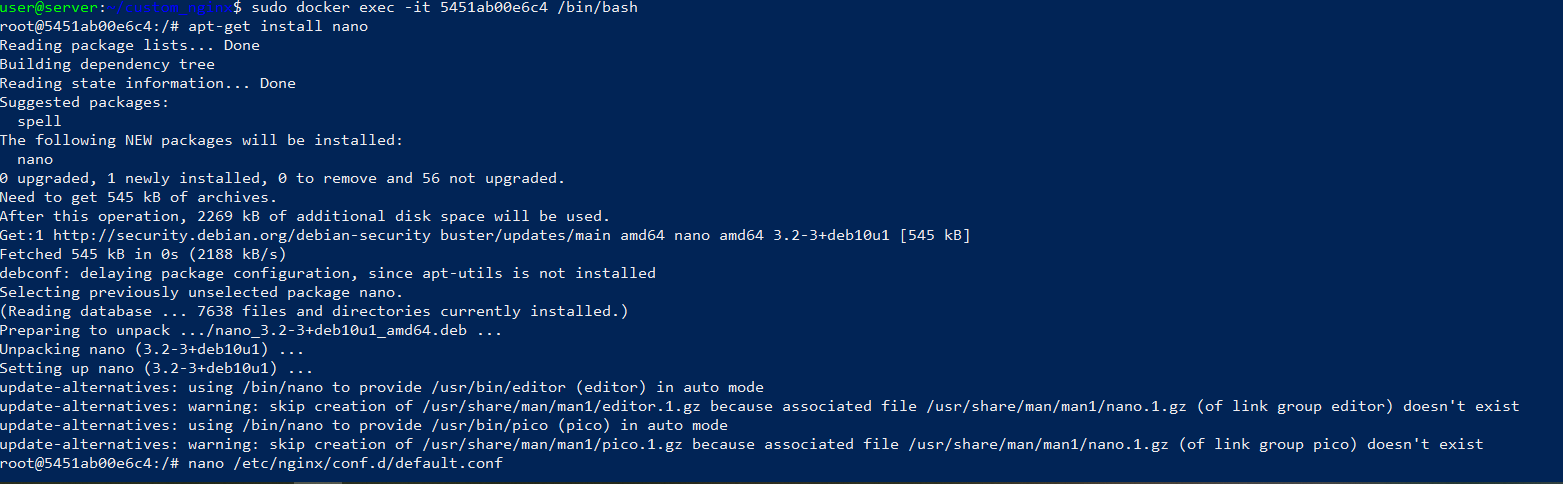 user@server:~/custom_nginx$ sudo docker exec -it 5451ab00e6c4 /bin/bash
root@5451ab00e6c4:/# apt-get install nano
Reading package lists... Done
Building dependency tree
Reading state information... Done
Suggested packages:
  spell
The following NEW packages will be installed:
  nano
0 upgraded, 1 newly installed, 0 to remove and 56 not upgraded.
Need to get 545 kB of archives.
After this operation, 2269 kB of additional disk space will be used.
Get:1 http://security.debian.org/debian-security buster/updates/main amd64 nano amd64 3.2-3+deb10u1 [545 kB]
Fetched 545 kB in 0s (2188 kB/s)
debconf: delaying package configuration, since apt-utils is not installed
Selecting previously unselected package nano.
(Reading database ... 7638 files and directories currently installed.)
Preparing to unpack .../nano_3.2-3+deb10u1_amd64.deb ...
Unpacking nano (3.2-3+deb10u1) ...
Setting up nano (3.2-3+deb10u1) ...
update-alternatives: using /bin/nano to provide /usr/bin/editor (editor) in auto mode
update-alternatives: warning: skip creation of /usr/share/man/man1/editor.1.gz because associated file /usr/share/man/man1/nano.1.gz (of link group editor) doesn't exist
update-alternatives: using /bin/nano to provide /usr/bin/pico (pico) in auto mode
update-alternatives: warning: skip creation of /usr/share/man/man1/pico.1.gz because associated file /usr/share/man/man1/nano.1.gz (of link group pico) doesn't exist
root@5451ab00e6c4:/# nano /etc/nginx/conf.d/default.conf